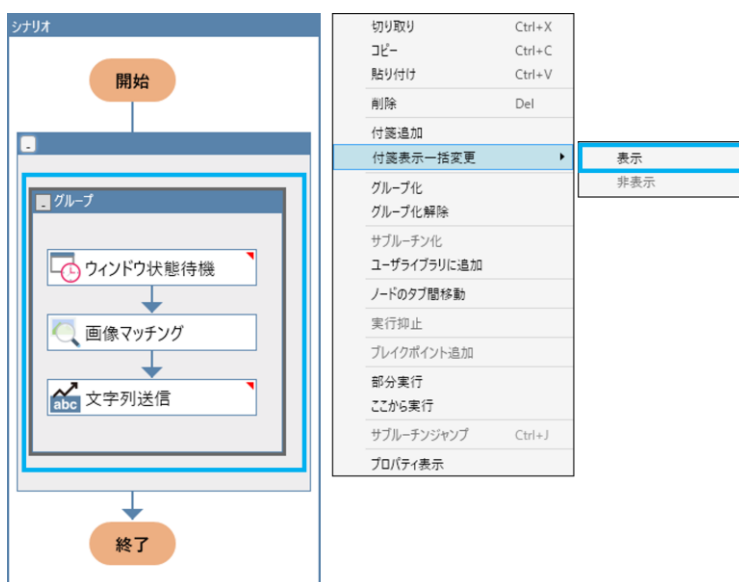 シナリオ
開始
グループ
ウィンドウ状態待機
画像マッチング
abc 文字列送信
終了
切り取り Ctrl+X
コピー Ctrl+C
貼り付け Ctrl+V
削除 Del
付箋追加
付箋表示一括変更
表示
非表示
グループ化
グループ化解除
サブルーチン化
ユーザライブラリに追加
ノードのタブ間移動
実行抑止
ブレイクポイント追加
部分実行
ここから実行
サブルーチンジャンプ Ctrl+J
プロパティ表示